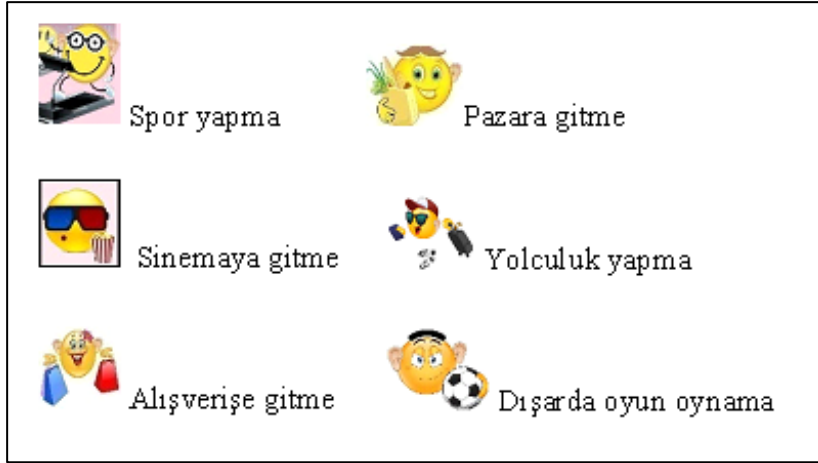 Spor yapma
Pazara gitme
Sinemaya gitme
Yolculuk yapma
Alışverişe gitme
Dışarda oyun oynama